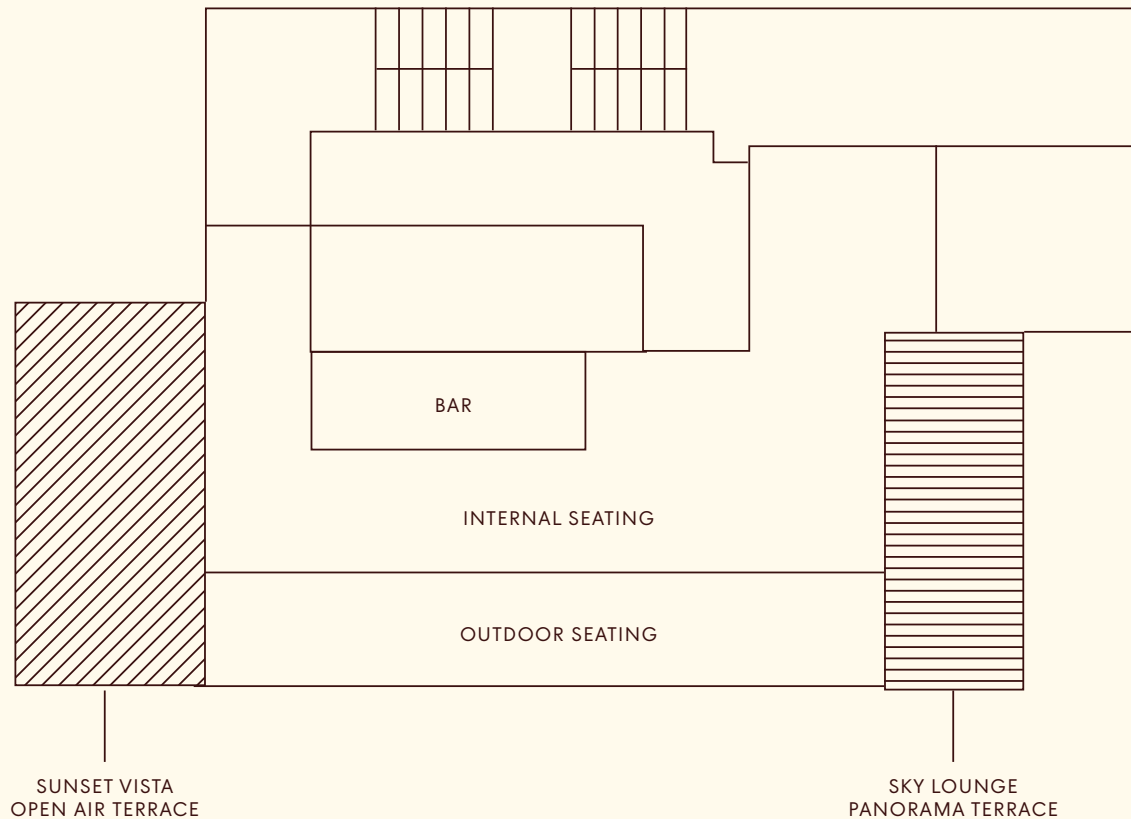 BAR
INTERNAL SEATING
OUTDOOR SEATING
SUNSET VISTA
OPEN AIR TERRACE
SKY LOUNGE
PANORAMA TERRACE